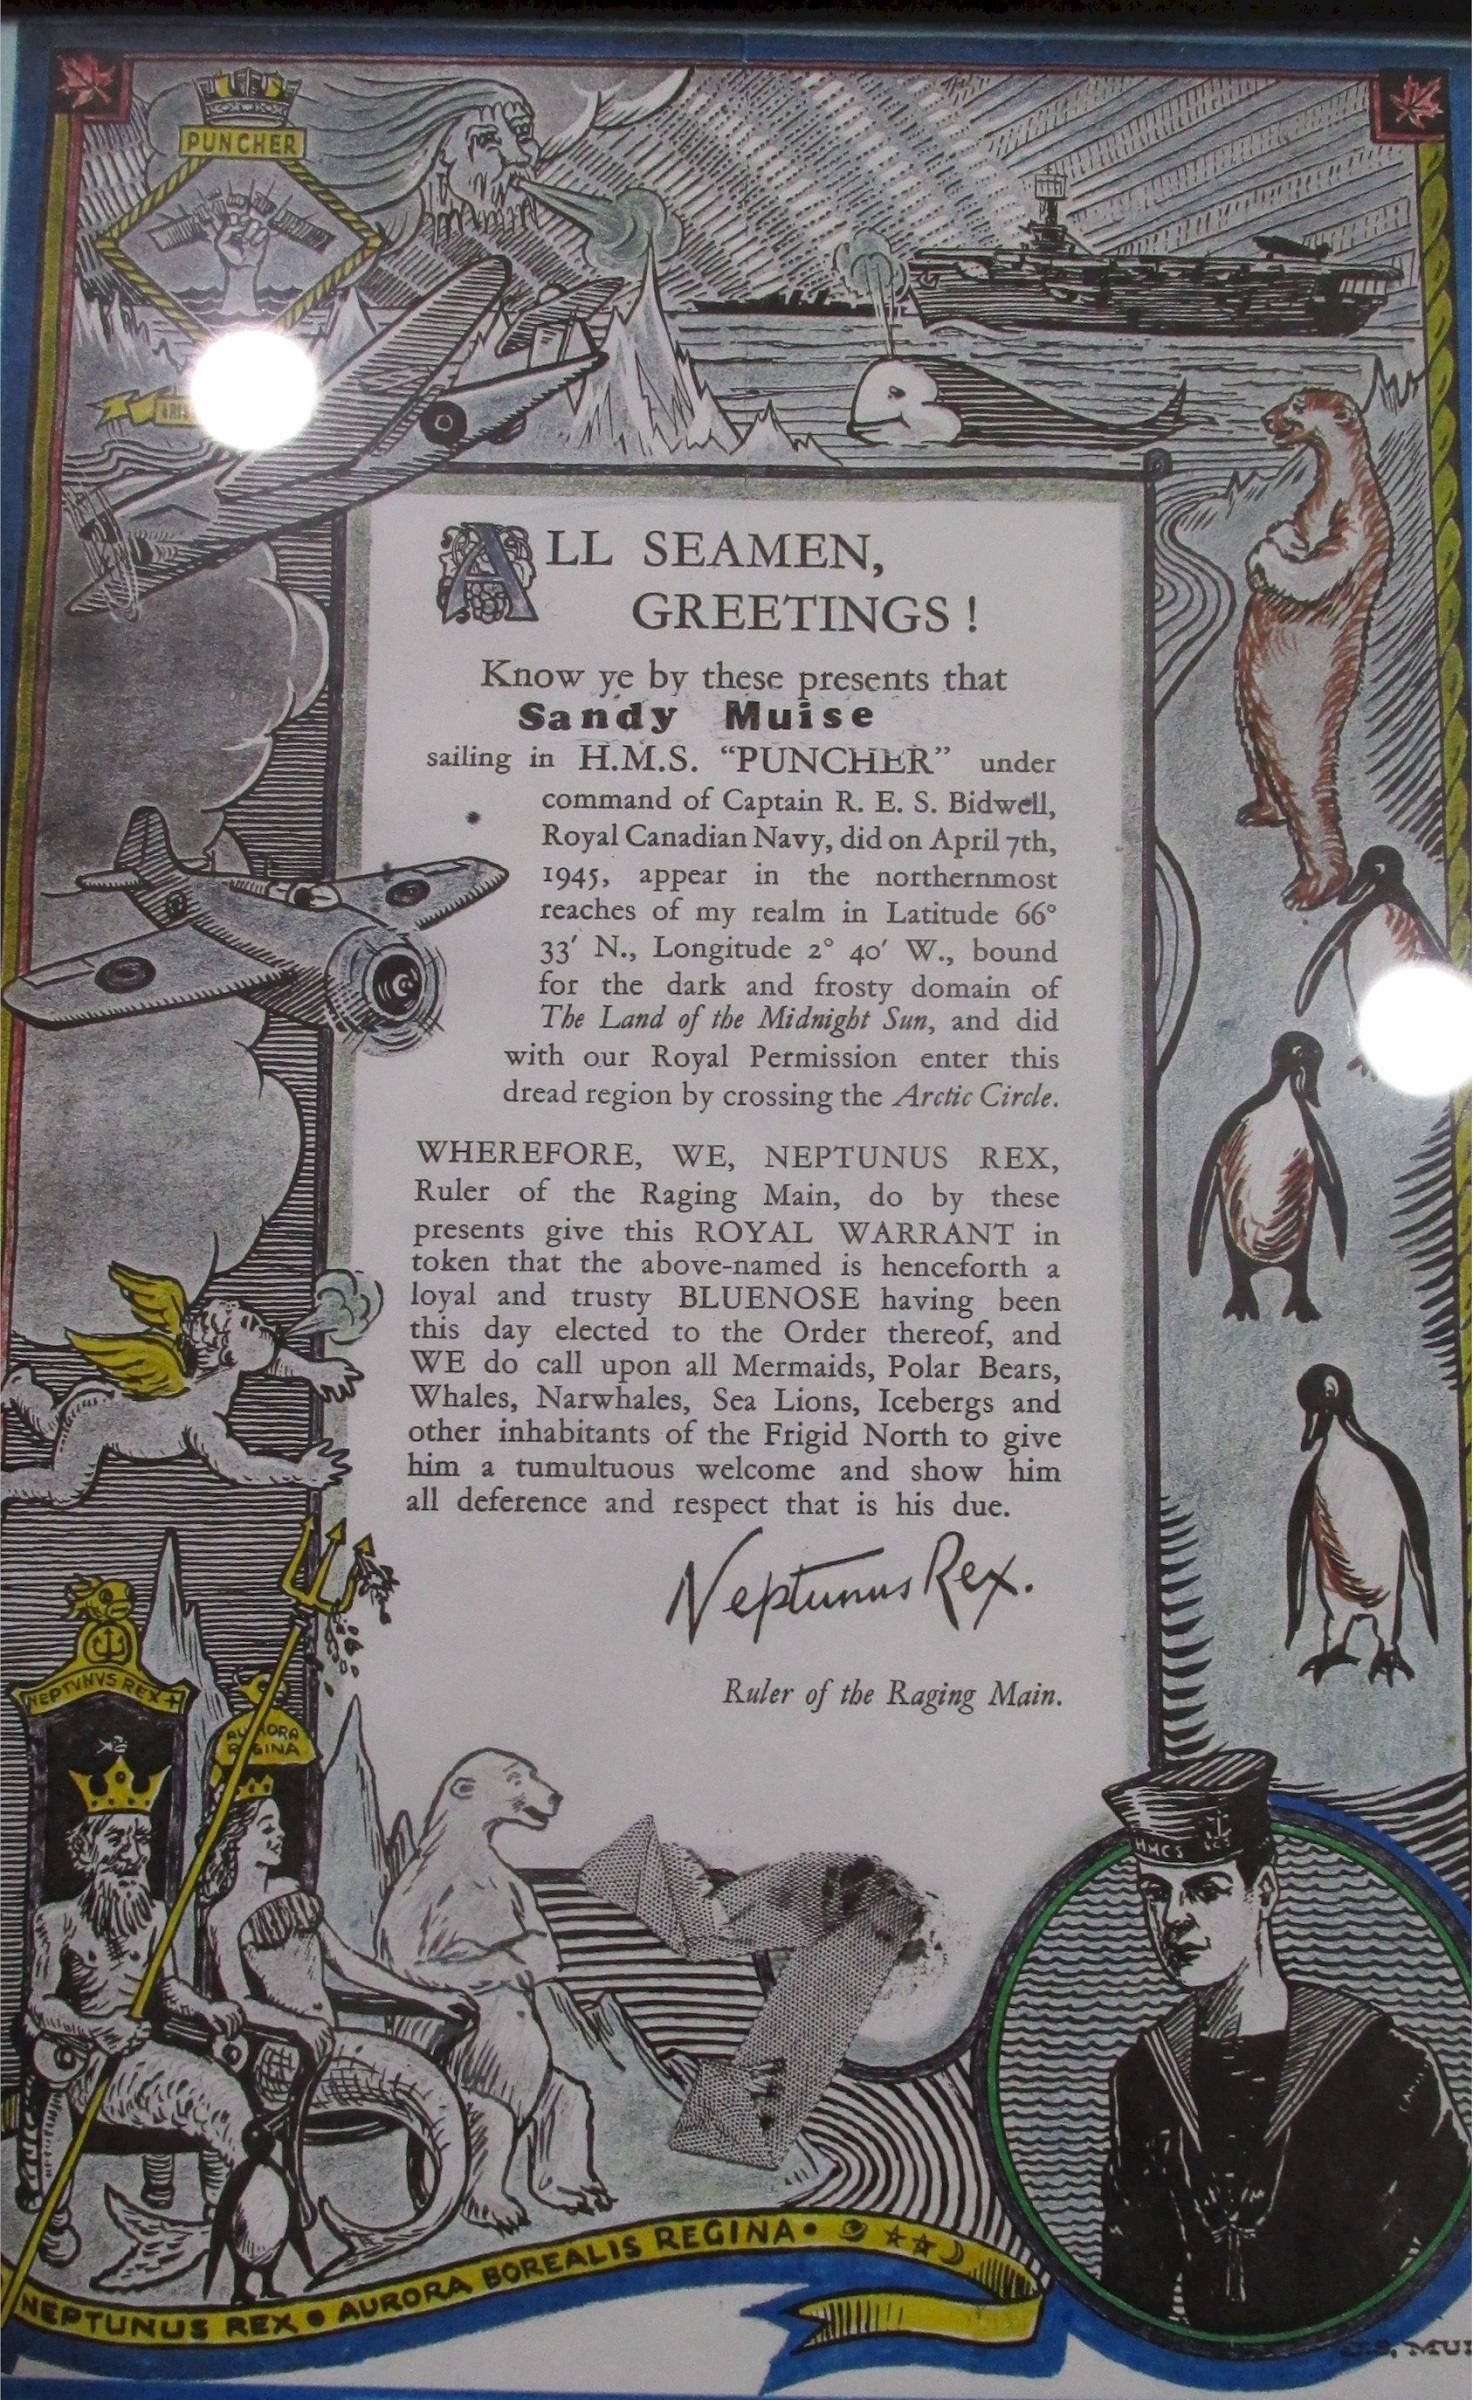 PUNCHER
ALL SEAMEN,
GREETINGS!
Know ye by these presents that
Sandy Muise
sailing in H.M.S. “PUNCHER” under
command of Captain R. E. S. Bidwell,
Royal Canadian Navy, did on April 7th,
1945, appear in the northernmost
reaches of my realm in Latitude 66°
33′ N., Longitude 2° 40′ W., bound
for the dark and frosty domain of
The Land of the Midnight Sun, and did
with our Royal Permission enter this
dread region by crossing the Arctic Circle.
WHEREFORE, WE, NEPTUNUS REX,
Ruler of the Raging Main, do by these
presents give this ROYAL WARRANT in
token that the above-named is henceforth a
loyal and trusty BLUENOSE having been
this day elected to the Order thereof, and
WE do call upon all Mermaids, Polar Bears,
Whales, Narwhales, Sea Lions, Icebergs and
other inhabitants of the Frigid North to give
him a tumultuous welcome and show him
all deference and respect that is his due.
Neptunus Rex.
Ruler of the Raging Main.
NEPTVNVS REX
AURORA
REGINA
HMCS
NEPTUNUS REX • AURORA BOREALIS REGINA •